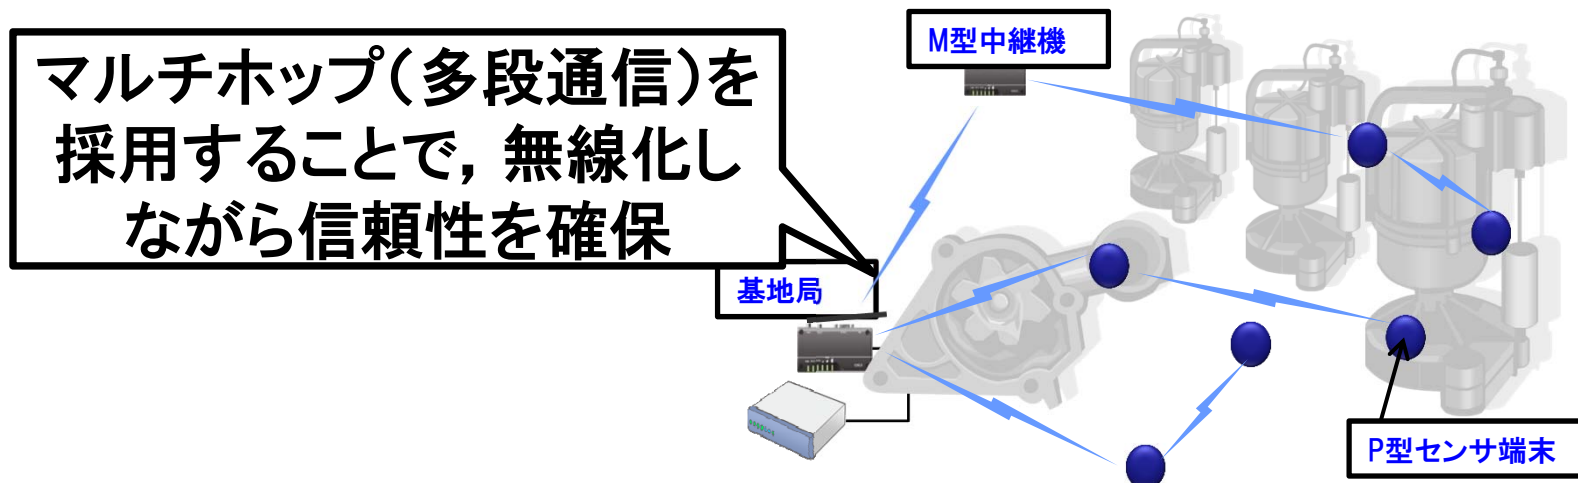 マルチホップ(多段通信)を
採用することで, 無線化し
ながら信頼性を確保
M型中継機
基地局
P型センサ端末